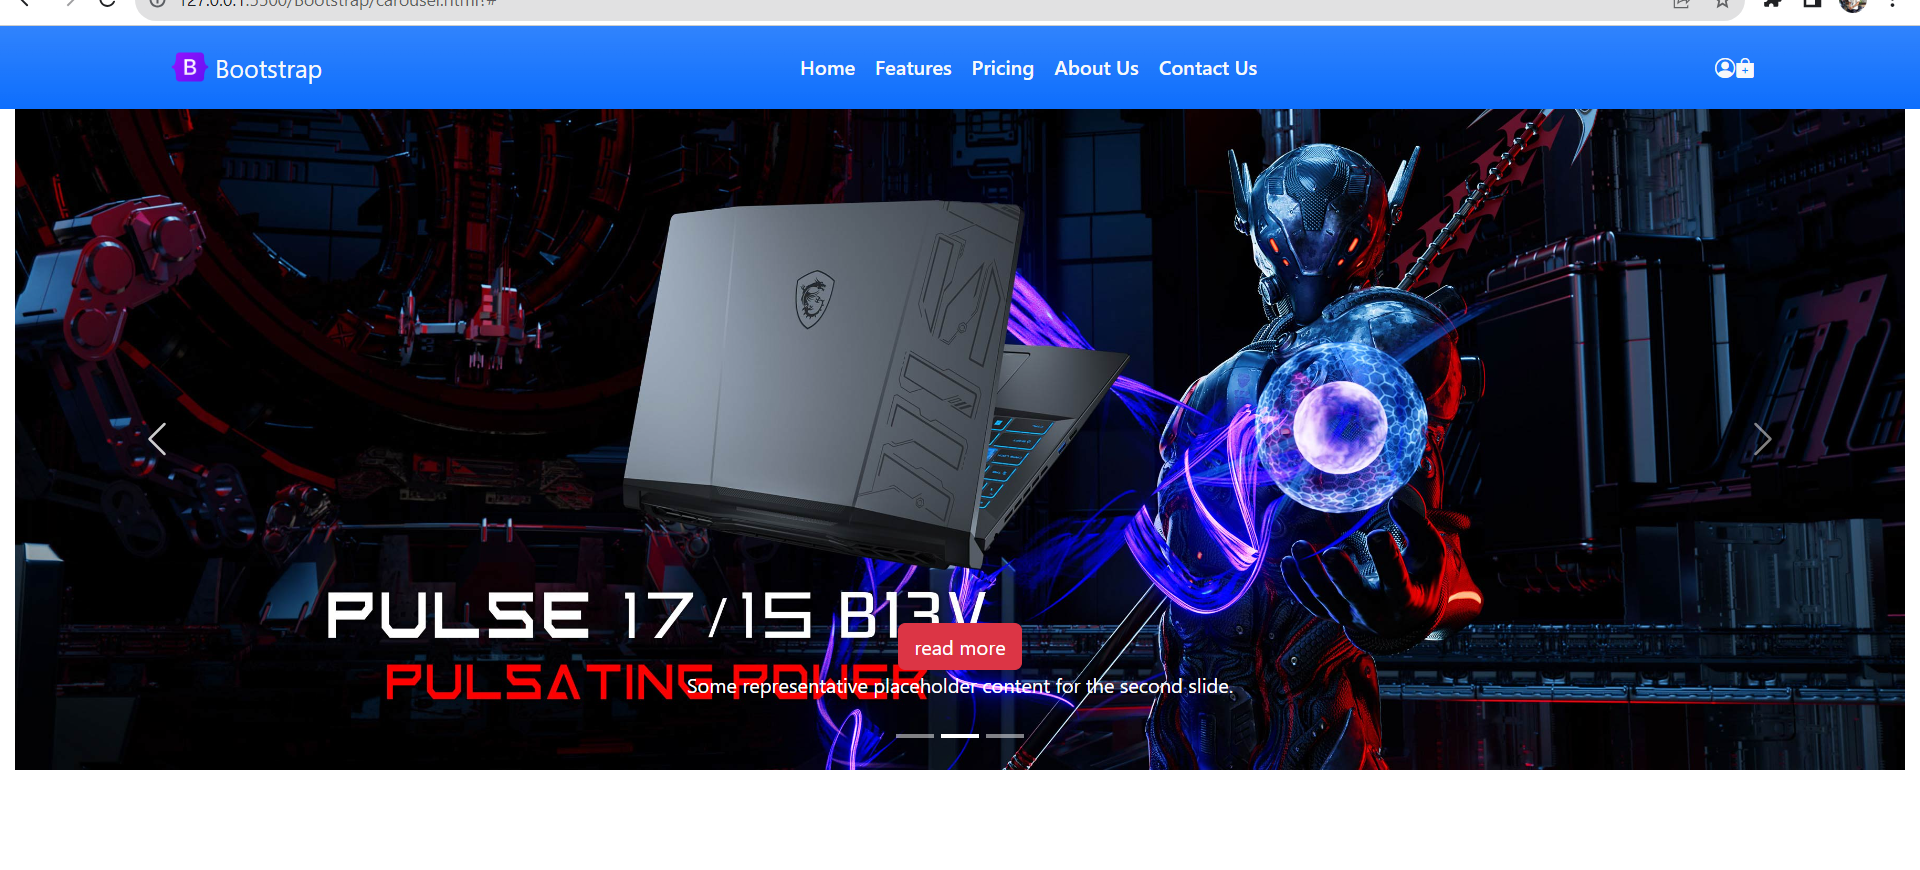 127.0.0.1:5500/Bootstrap/carousel.html?#
B Bootstrap
Home Features Pricing About Us Contact Us
PULSE 17/15 B13V
read more
PULSATING POWER
Some representative placeholder content for the second slide.